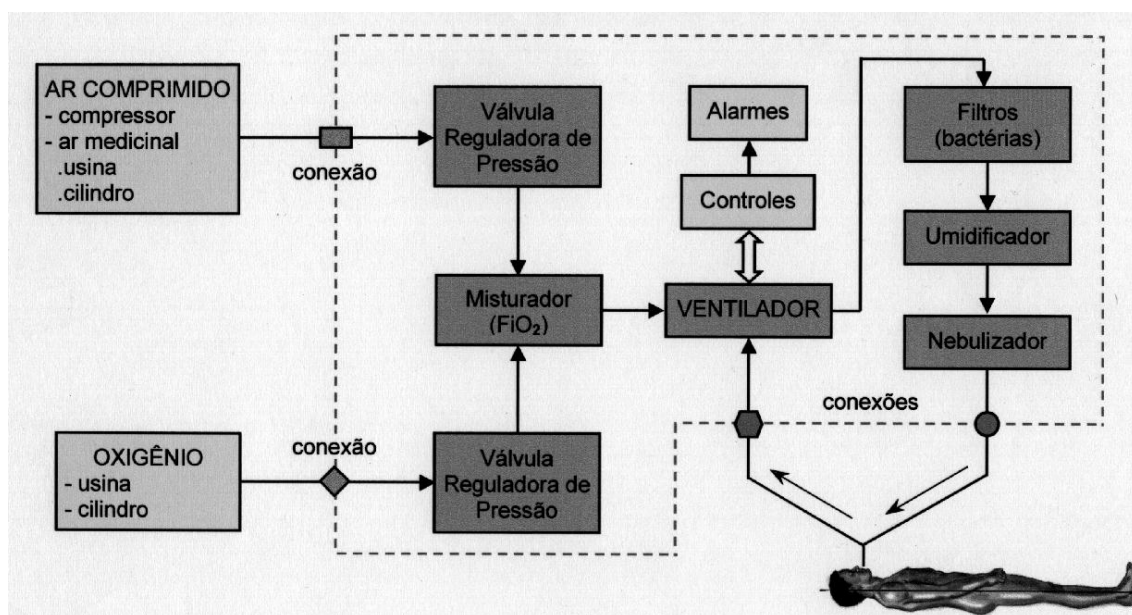 AR COMPRIMIDO
- compressor
- ar medicinal
.usina
.cilindro
conexão
Válvula
Reguladora de
Pressão
Alarmes
Controles
Filtros
(bactérias)
Umidificador
Misturador
(FiO₂)
VENTILADOR
Nebulizador
conexões
OXIGÊNIO
- usina
- cilindro
conexão
Válvula
Reguladora de
Pressão